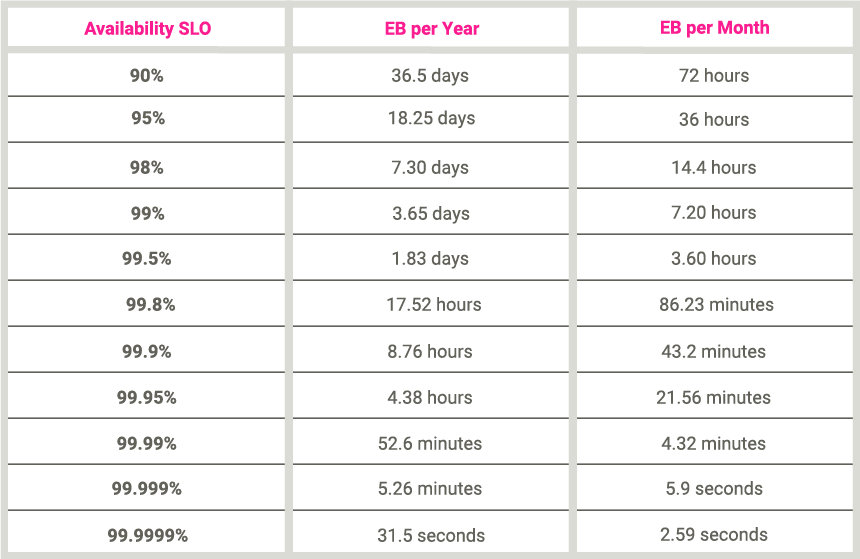 Availability SLO EB per Year EB per Month
90% 36.5 days 72 hours
95% 18.25 days 36 hours
98% 7.30 days 14.4 hours
99% 3.65 days 7.20 hours
99.5% 1.83 days 3.60 hours
99.8% 17.52 hours 86.23 minutes
99.9% 8.76 hours 43.2 minutes
99.95% 4.38 hours 21.56 minutes
99.99% 52.6 minutes 4.32 minutes
99.999% 5.26 minutes 5.9 seconds
99.9999% 31.5 seconds 2.59 seconds